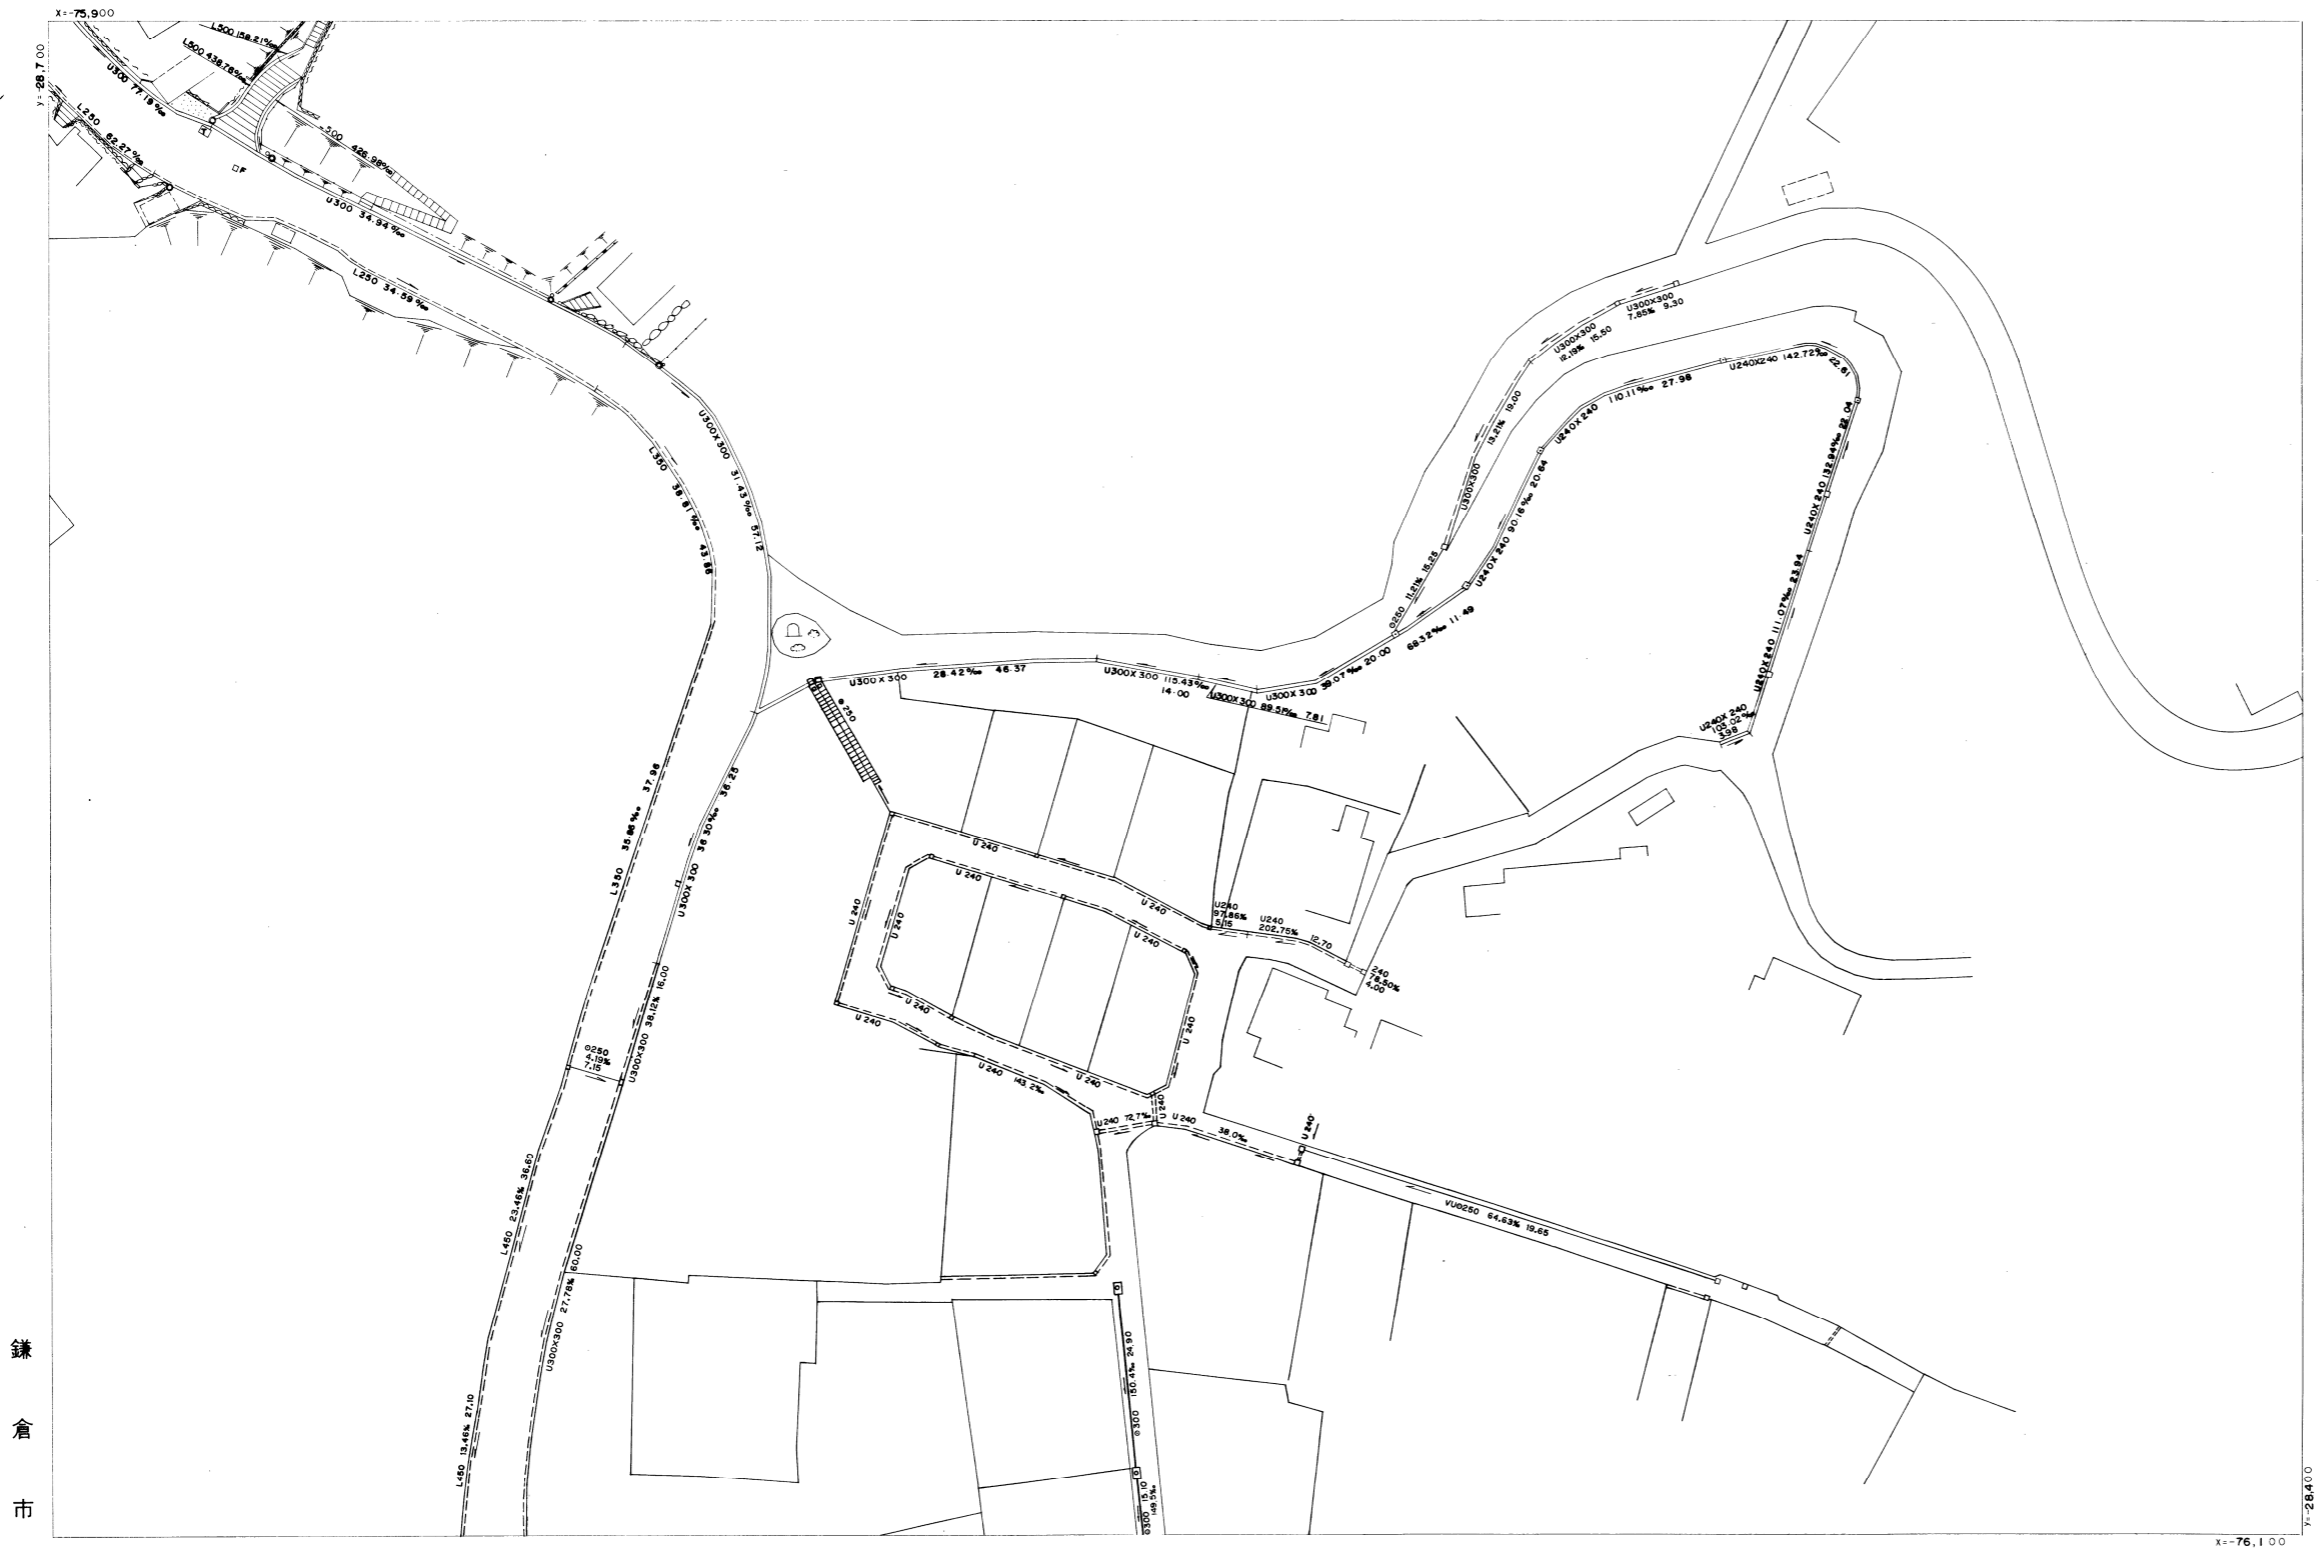 X=-75,900
y=-28,700
L500 158.21‰
L500 438.78‰
U300 77.19‰
L250 62.27‰
500 426.98‰
F
U300 34.94‰
L250 34.59‰
U300X300 31.43‰ 57.12
L350 38.81‰ 43.86
U300X300
7.85% 9.30
U300X300
12.19% 15.50
U300X300 13.21% 19.00
U240X240 142.72‰ 22.61
U240X240 110.11‰ 27.98
U240X240 132.94‰ 22.04
U240X240 90.16‰ 20.64
U240X240 111.07‰ 23.94
⊙250 11.21% 15.25
68.32‰ 11.49
U300X300 39.07‰ 20.00
U300X300 28.42‰ 46.37
U300X300 115.43‰
14.00
U300X300 89.51‰ 7.81
U240X240
103.02‰
3.98
⊙250
L350 35.86‰ 37.96
U300X300 36.30‰ 36.25
U240
U240
U240
U240
97.86%
5.15
U240
202.75% 12.70
240
78.50%
4.00
U240
U240
U240
U240
U240
U240
U240
U240 143.2‰
U240
U240 72.7‰
U240
U240 38.0‰
U240
VU⊙250 64.63% 19.65
⊙250
4.19%
7.15
U300X300 38.12% 16.00
L450 23.46% 36.60
U300X300 27.78% 60.00
L450 13.46% 27.10
⊙300 150.4‰ 24.90
⊙300 15.10
149.5‰
鎌倉市
y=-28,400
X=-76,100